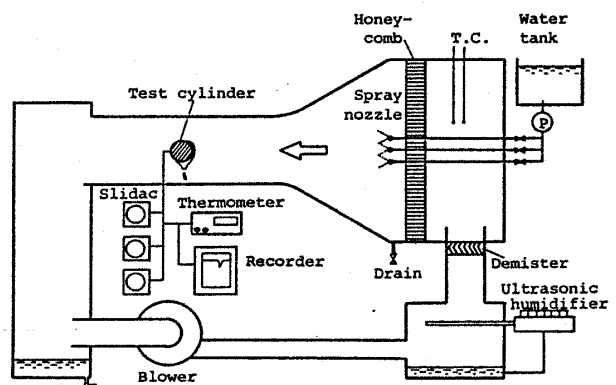 Honey-
comb
T.C.
Water
tank
Test cylinder
Spray
nozzle
P
Slidac
Thermometer
Recorder
Drain
Demister
Ultrasonic
humidifier
Blower